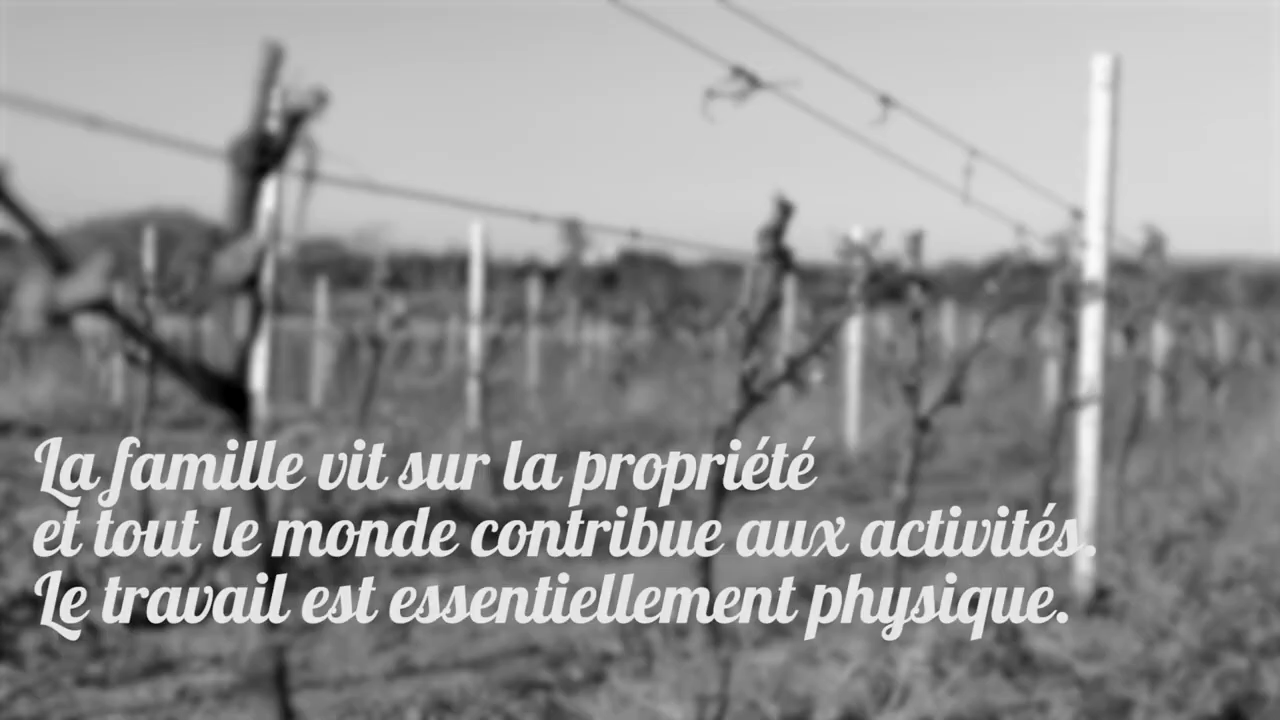 La famille vit sur la propriété
et tout le monde contribue aux activités.
Le travail est essentiellement physique.